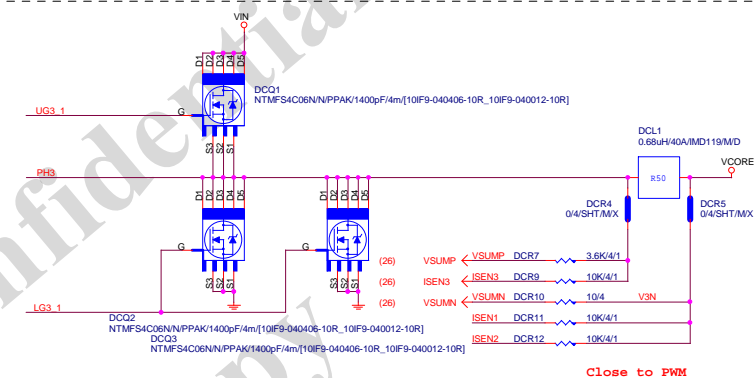 VIN
D1 D2 D3 D4 D5
DCQ1
NTMFS4C06N/N/PPAK/1400pF/4m/[10IF9-040406-10R_10IF9-040012-10R]
UG3_1
G
S3 S2 S1
DCL1
0.68uH/40A/IMD119/M/D
VCORE
PH3
R50
D1 D2 D3 D4 D5
D1 D2 D3 D4 D5
DCR4
0/4/SHT/M/X
DCR5
0/4/SHT/M/X
G
G
S3 S2 S1
S3 S2 S1
(26) VSUMP VSUMP DCR7 3.6K/4/1
(26) ISEN3 ISEN3 DCR9 10K/4/1
(26) VSUMN VSUMN DCR10 10/4 V3N
LG3_1
ISEN1 DCR11 10K/4/1
DCQ2
NTMFS4C06N/N/PPAK/1400pF/4m/[10IF9-040406-10R_10IF9-040012-10R]
DCQ3
NTMFS4C06N/N/PPAK/1400pF/4m/[10IF9-040406-10R_10IF9-040012-10R]
ISEN2 DCR12 10K/4/1
Close to PWM